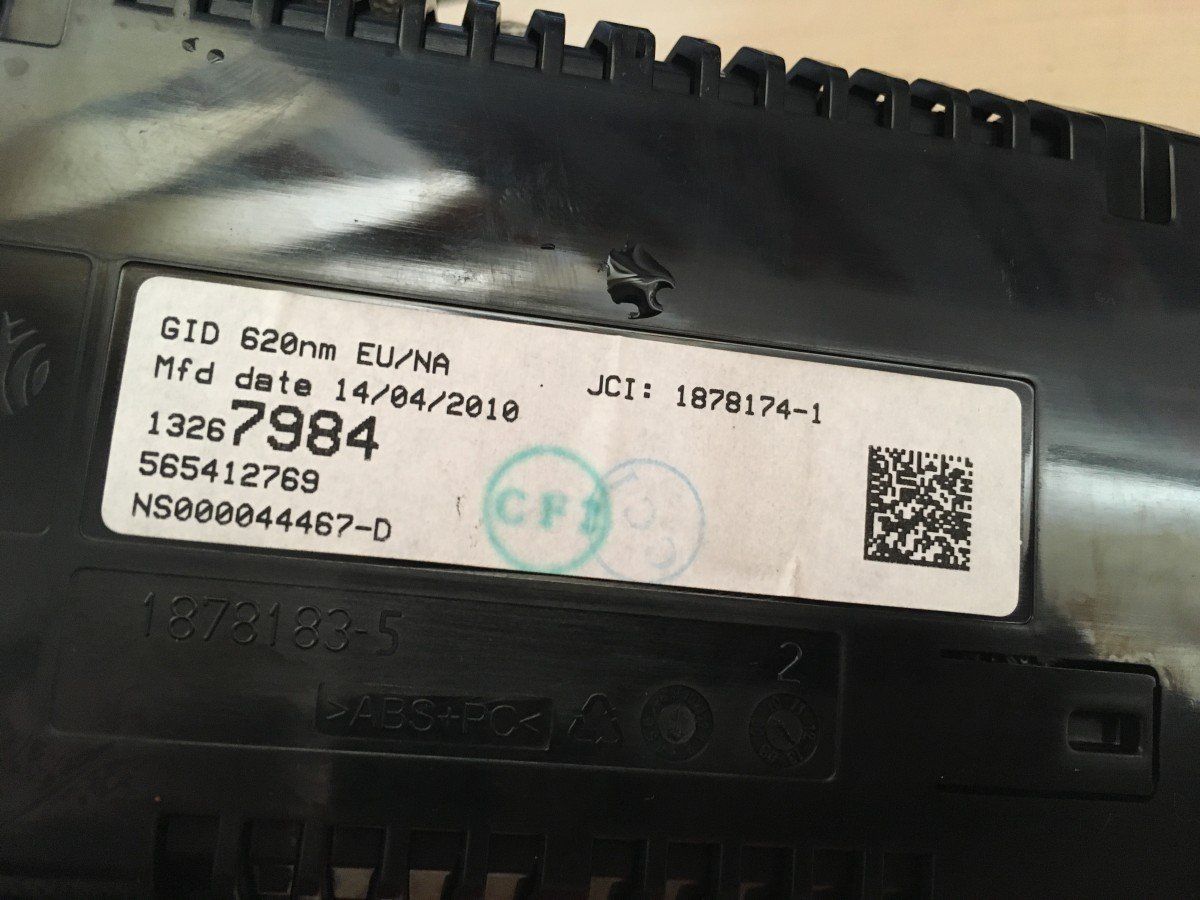 GID 620nm EU/NA
Mfd date 14/04/2010
JCI: 1878174-1
13267984
565412769
NS000044467-D
CFI
1878183-5
2
>ABS+PC<